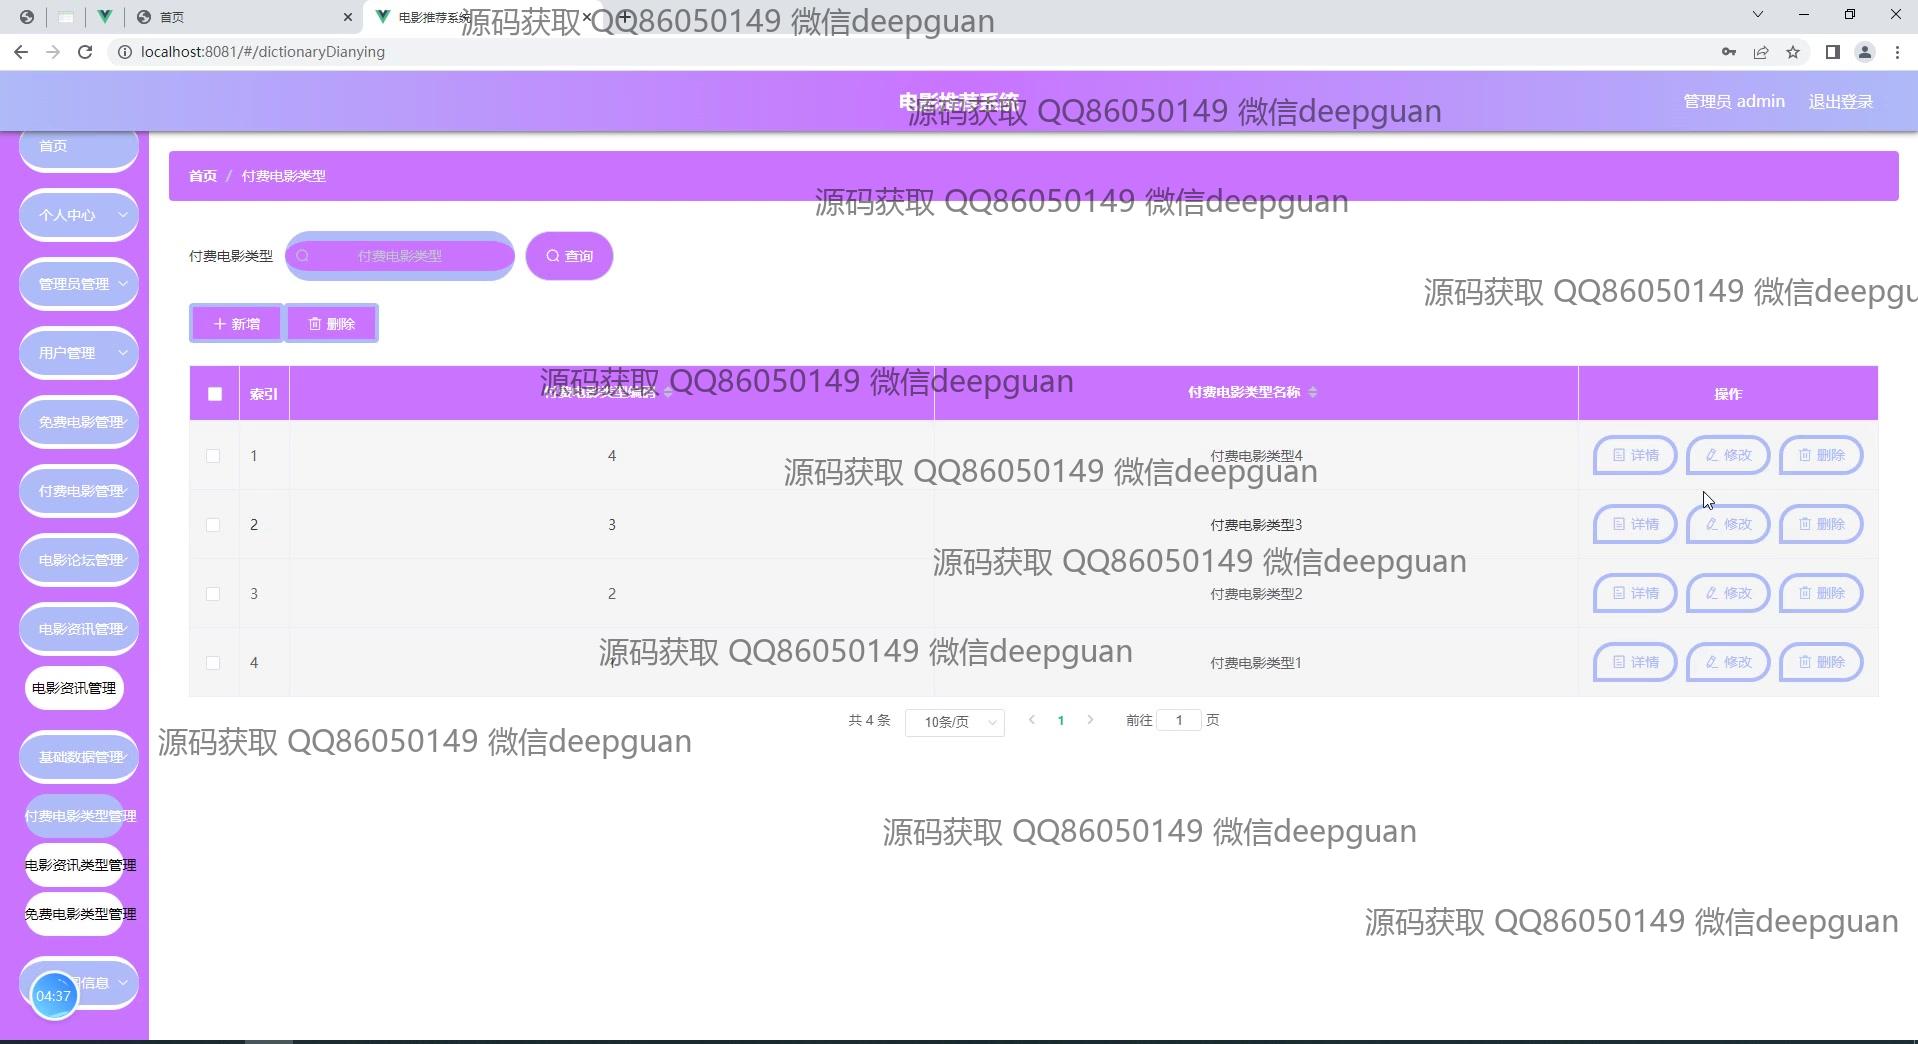 首页
电影推荐系统
源码获取 QQ86050149 微信deepguan
localhost:8081/#/dictionaryDianying
电影推荐系统
源码获取 QQ86050149 微信deepguan
管理员 admin
退出登录
首页
个人中心
管理员管理
用户管理
免费电影管理
付费电影管理
电影论坛管理
电影资讯管理
电影资讯管理
基础数据管理
付费电影类型管理
电影资讯类型管理
免费电影类型管理
信息
04:37
首页 / 付费电影类型
源码获取 QQ86050149 微信deepguan
付费电影类型
付费电影类型
查询
源码获取 QQ86050149 微信deepgu
新增
删除
索引
付费电影类型编码
源码获取 QQ86050149 微信deepguan
付费电影类型名称
操作
1 4 付费电影类型4 详情 修改 删除
源码获取 QQ86050149 微信deepguan
2 3 付费电影类型3 详情 修改 删除
源码获取 QQ86050149 微信deepguan
3 2 付费电影类型2 详情 修改 删除
源码获取 QQ86050149 微信deepguan
4 1 付费电影类型1 详情 修改 删除
共 4 条 10条/页 1 前往 1 页
源码获取 QQ86050149 微信deepguan
源码获取 QQ86050149 微信deepguan
源码获取 QQ86050149 微信deepguan